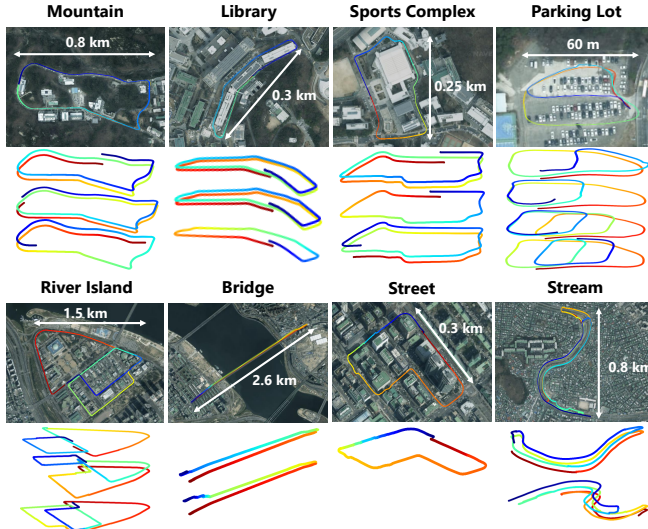 Mountain
Library
Sports Complex
Parking Lot
0.8 km
0.3 km
0.25 km
60 m
River Island
Bridge
Street
Stream
1.5 km
2.6 km
0.3 km
0.8 km